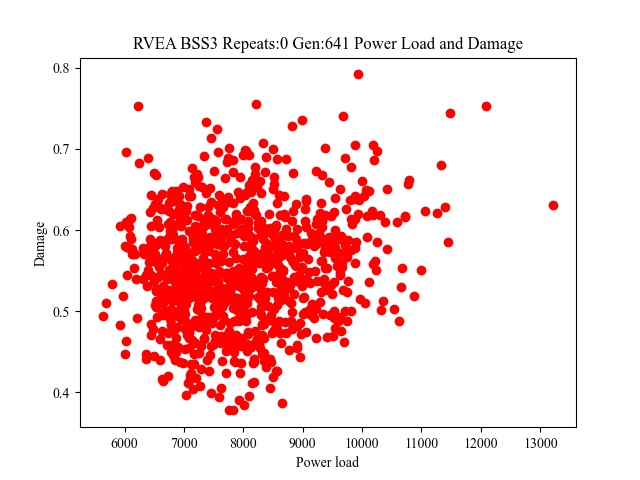 RVEA BSS3 Repeats:0 Gen:641 Power Load and Damage
0.8
0.7
0.6
0.5
0.4
Damage
6000 7000 8000 9000 10000 11000 12000 13000
Power load